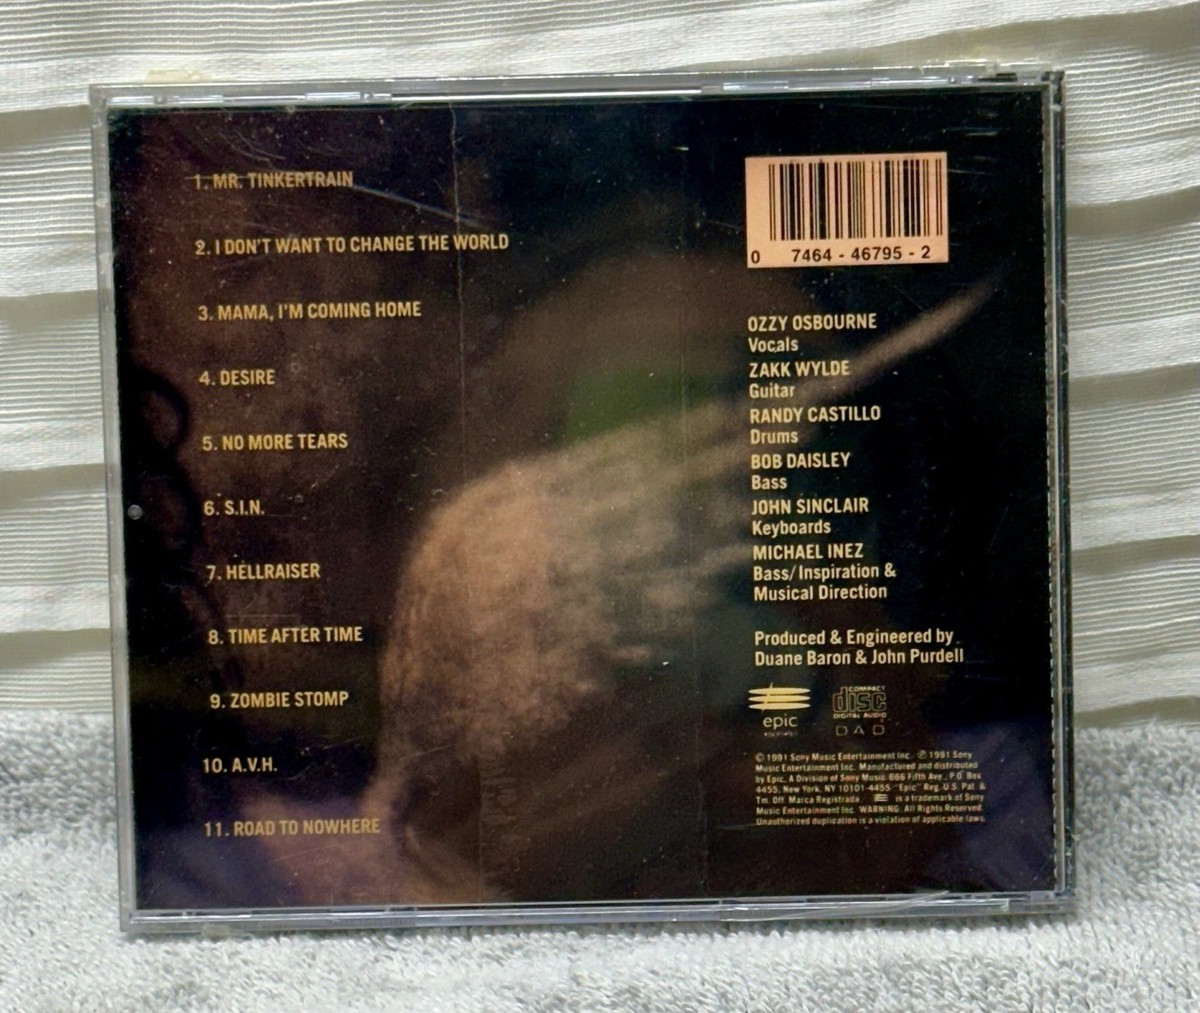 1. MR. TINKERTRAIN
2. I DON'T WANT TO CHANGE THE WORLD
3. MAMA, I'M COMING HOME
4. DESIRE
5. NO MORE TEARS
6. S.I.N.
7. HELLRAISER
8. TIME AFTER TIME
9. ZOMBIE STOMP
10. A.V.H.
11. ROAD TO NOWHERE
0 7464 - 46795 - 2
OZZY OSBOURNE
Vocals
ZAKK WYLDE
Guitar
RANDY CASTILLO
Drums
BOB DAISLEY
Bass
JOHN SINCLAIR
Keyboards
MICHAEL INEZ
Bass/Inspiration &
Musical Direction
Produced & Engineered by
Duane Baron & John Purdell
epic
COMPACT
disc
DIGITAL AUDIO
DAD
© 1991 Sony Music Entertainment Inc. ℗ 1991 Sony
Music Entertainment Inc. Manufactured and distributed
by Epic, A Division of Sony Music 666 Fifth Ave., P.O. Box
4455, New York, NY 10101-4455 "Epic" Reg. U.S. Pat. &
Tm. Off. Marca Registrada. is a trademark of Sony
Music Entertainment Inc. WARNING: All Rights Reserved.
Unauthorized duplication is a violation of applicable laws.